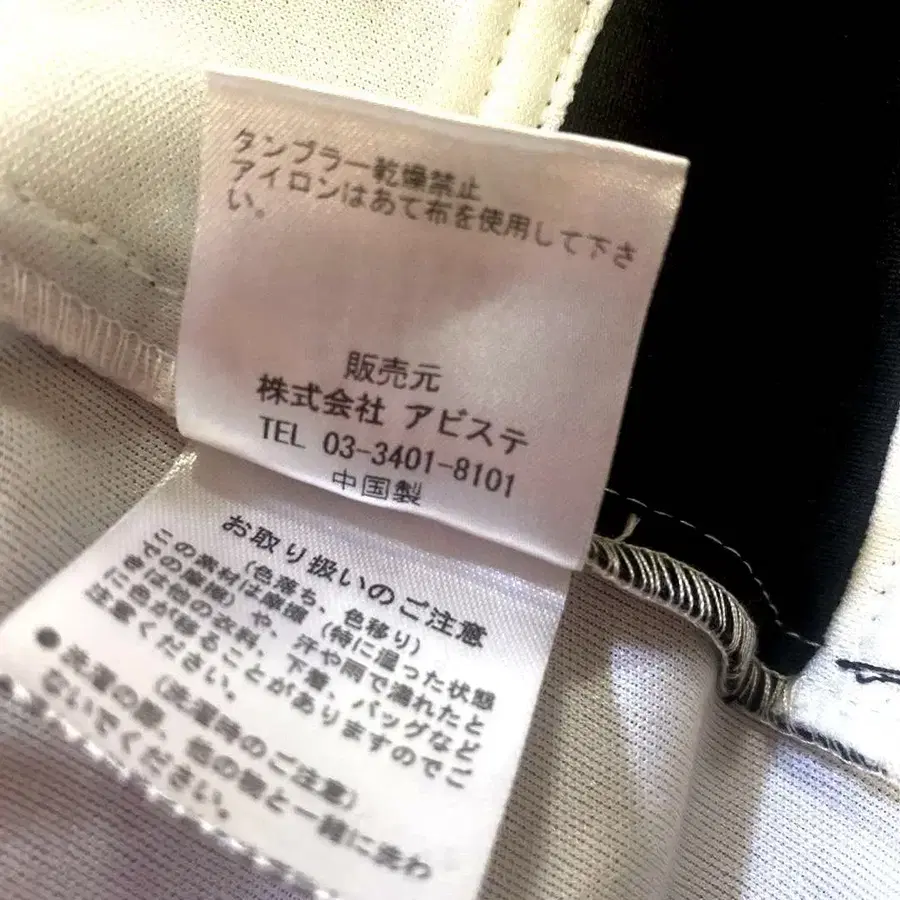 タンブラー乾燥禁止
アイロンはあて布を使用して下さ
い。
販売元
株式会社 アビステ
TEL 03-3401-8101
中国製
お取り扱いのご注意
(色落ち、色移り)
この素材は摩擦(特に湿った状態
での摩擦)や、汗や雨で濡れたと
きは他の衣料、下着、バッグなど
に色が移ることがありますのでご
注意ください。
(洗濯時のご注意)
●洗濯の際、他の物と一緒に洗わ
ないでください。